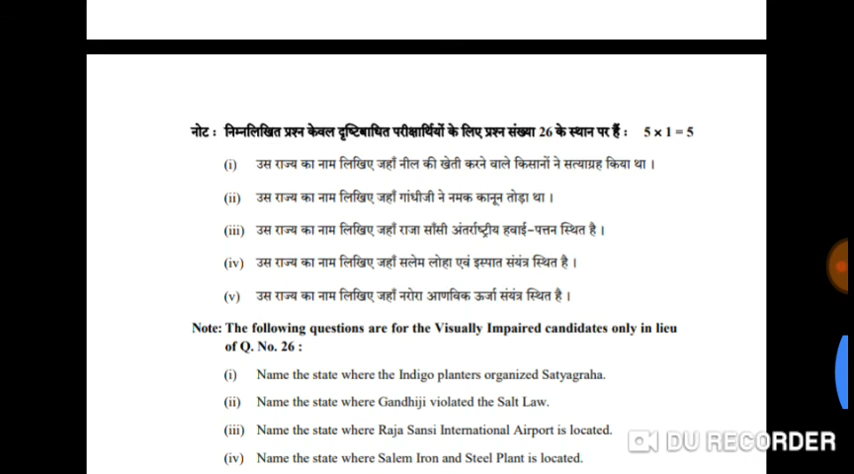 नोट : निम्नलिखित प्रश्न केवल दृष्टिबाधित परीक्षार्थियों के लिए प्रश्न संख्या 26 के स्थान पर हैं : 5 × 1 = 5
(i) उस राज्य का नाम लिखिए जहाँ नील की खेती करने वाले किसानों ने सत्याग्रह किया था ।
(ii) उस राज्य का नाम लिखिए जहाँ गांधीजी ने नमक कानून तोड़ा था ।
(iii) उस राज्य का नाम लिखिए जहाँ राजा साँसी अंतर्राष्ट्रीय हवाई-पत्तन स्थित है ।
(iv) उस राज्य का नाम लिखिए जहाँ सलेम लोहा एवं इस्पात संयंत्र स्थित है ।
(v) उस राज्य का नाम लिखिए जहाँ नरोरा आणविक ऊर्जा संयंत्र स्थित है ।
Note: The following questions are for the Visually Impaired candidates only in lieu
of Q. No. 26 :
(i) Name the state where the Indigo planters organized Satyagraha.
(ii) Name the state where Gandhiji violated the Salt Law.
(iii) Name the state where Raja Sansi International Airport is located.
DU RECORDER
(iv) Name the state where Salem Iron and Steel Plant is located.